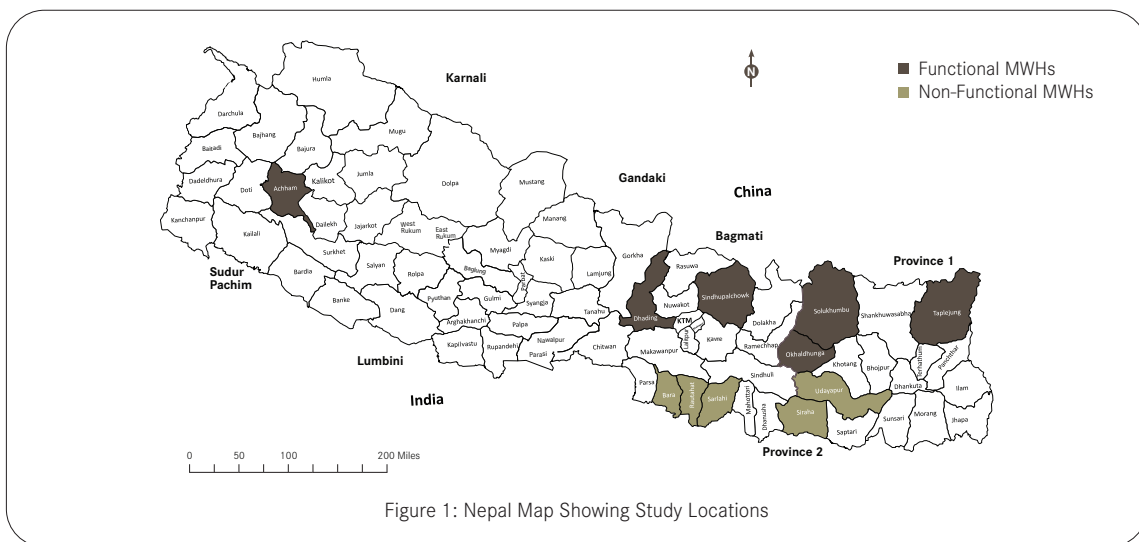 Karnali
N
Functional MWHs
Non-Functional MWHs
Humla
Darchula
Bajhang
Mugu
Bajura
Dadeldhura
Doti
Achham
Kalikot
Jumla
Dolpa
Mustang
Gandaki
China
Kanchanpur
Kailali
Dailekh
Jajarkot
West
Rukum
East
Rukum
Manang
Myagdi
Bagmati
Sudur
Pachim
Surkhet
Salyan
Rolpa
Baglung
Parbat
Kaski
Lamjung
Gorkha
Rasuwa
Province 1
Bardia
Banke
Dang
Pyuthan
Gulmi
Syangja
Tanahu
Dhading
Nuwakot
Sindhupalchowk
Dolakha
Solukhumbu
Shankhuwasabha
Taplejung
KTM
Lalitpur
Kavre
Ramechhap
Okhaldhunga
Arghakhanchi
Palpa
Nawalpur
Parasi
Kapilvastu
Rupandehi
Chitwan
Makawanpur
Sindhuli
Khotang
Bhojpur
Terhathum
Panchthar
Dhankuta
Ilam
Lumbini
India
Parsa
Bara
Rautahat
Sarlahi
Mahottari
Dhanusha
Siraha
Udayopur
Saptari
Sunsari
Morang
Jhapa
Province 2
0 50 100 200 Miles
Figure 1: Nepal Map Showing Study Locations